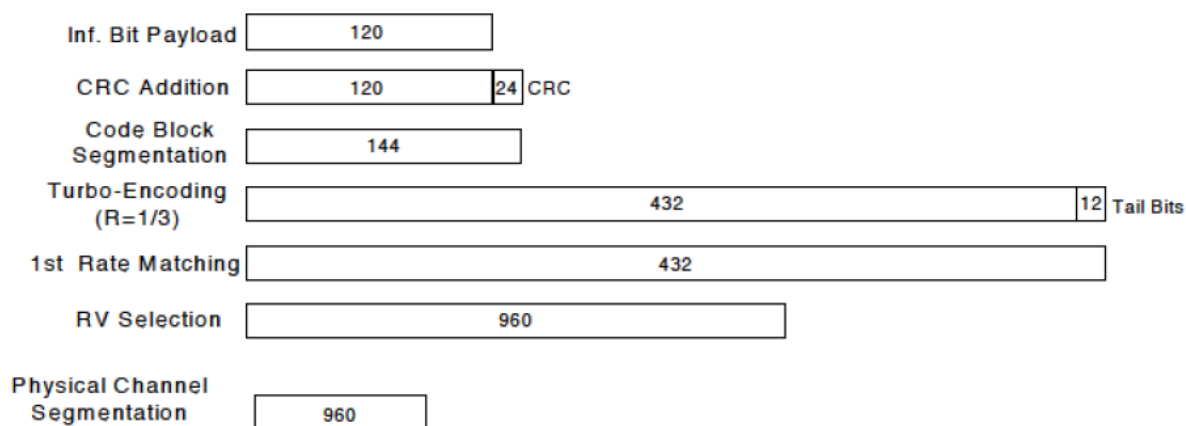 Inf. Bit Payload 120
CRC Addition 120 24 CRC
Code Block
Segmentation 144
Turbo-Encoding
(R=1/3) 432 12 Tail Bits
1st Rate Matching 432
RV Selection 960
Physical Channel
Segmentation 960